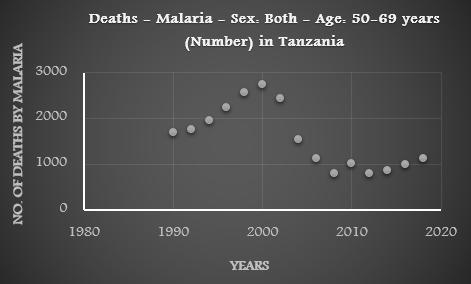 Deaths - Malaria - Sex: Both - Age: 50-69 years
(Number) in Tanzania
NO. OF DEATHS BY MALARIA
3000
2000
1000
0
1980 1990 2000 2010 2020
YEARS